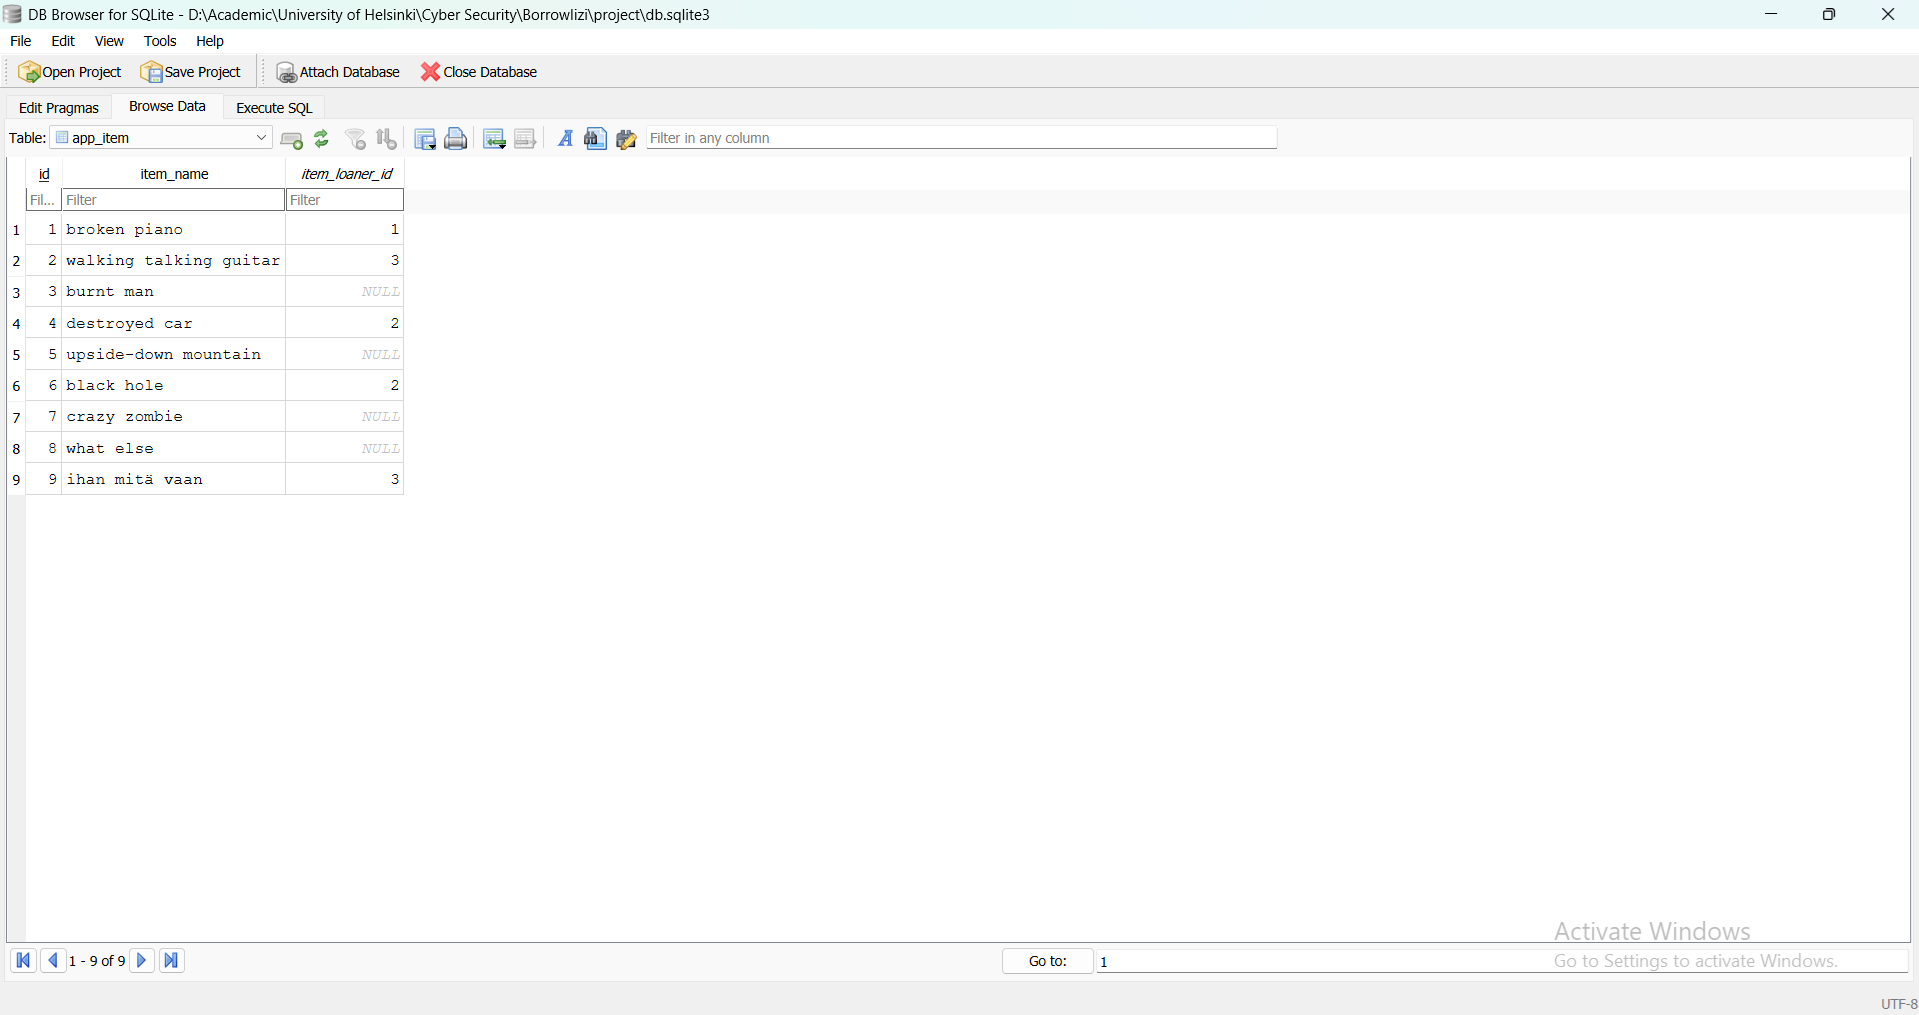 DB Browser for SQLite - D:\Academic\University of Helsinki\Cyber Security\Borrowlizi\project\db.sqlite3
File Edit View Tools Help
Open Project Save Project Attach Database Close Database
Edit Pragmas Browse Data Execute SQL
Table: app_item Filter in any column
id item_name item_loaner_id
Fil... Filter Filter
1 1 broken piano 1
2 2 walking talking guitar 3
3 3 burnt man NULL
4 4 destroyed car 2
5 5 upside-down mountain NULL
6 6 black hole 2
7 7 crazy zombie NULL
8 8 what else NULL
9 9 ihan mitä vaan 3
Activate Windows
1 - 9 of 9 Go to: 1 Go to Settings to activate Windows.
UTF-8